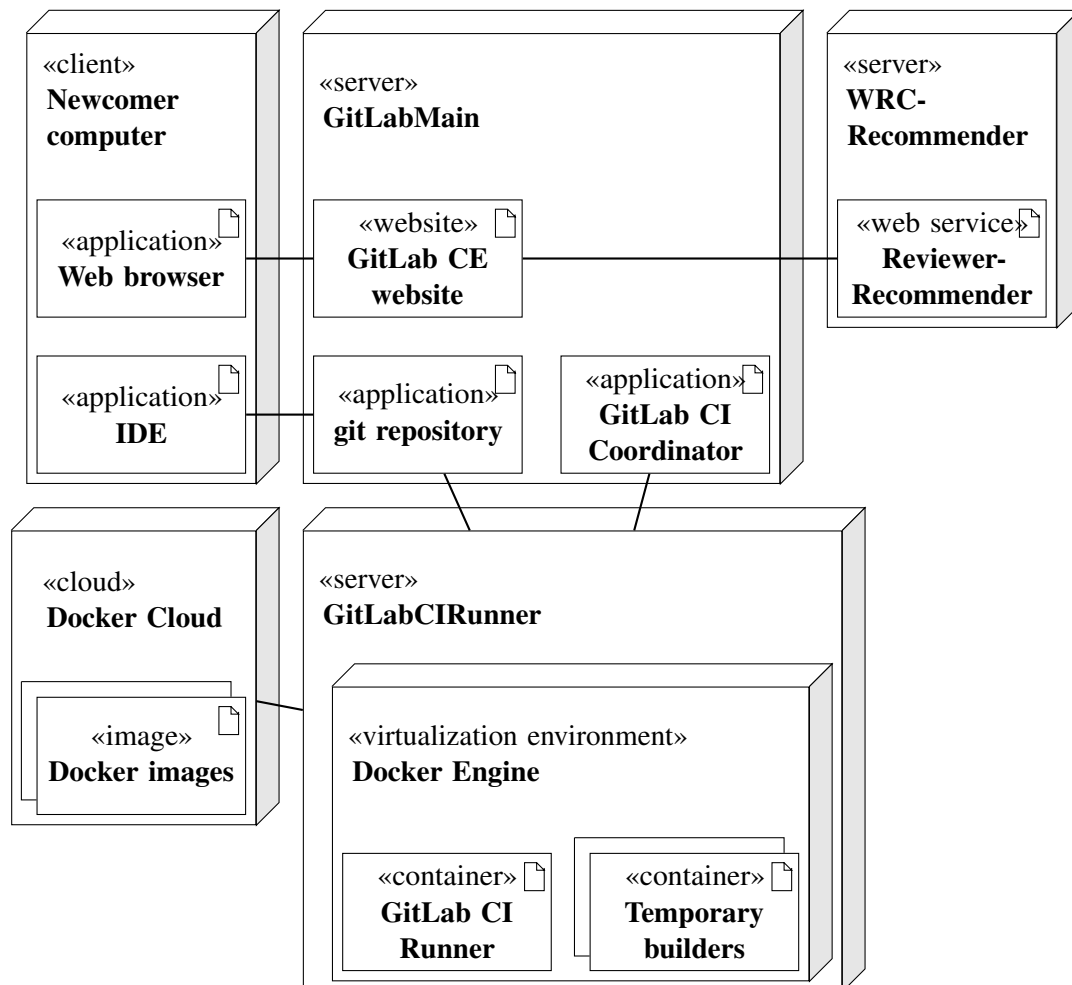 «client»
Newcomer
computer
«application»
Web browser
«application»
IDE
«server»
GitLabMain
«website»
GitLab CE
website
«application»
git repository
«application»
GitLab CI
Coordinator
«server»
WRC-
Recommender
«web service»
Reviewer-
Recommender
«cloud»
Docker Cloud
«image»
Docker images
«server»
GitLabCIRunner
«virtualization environment»
Docker Engine
«container»
GitLab CI
Runner
«container»
Temporary
builders